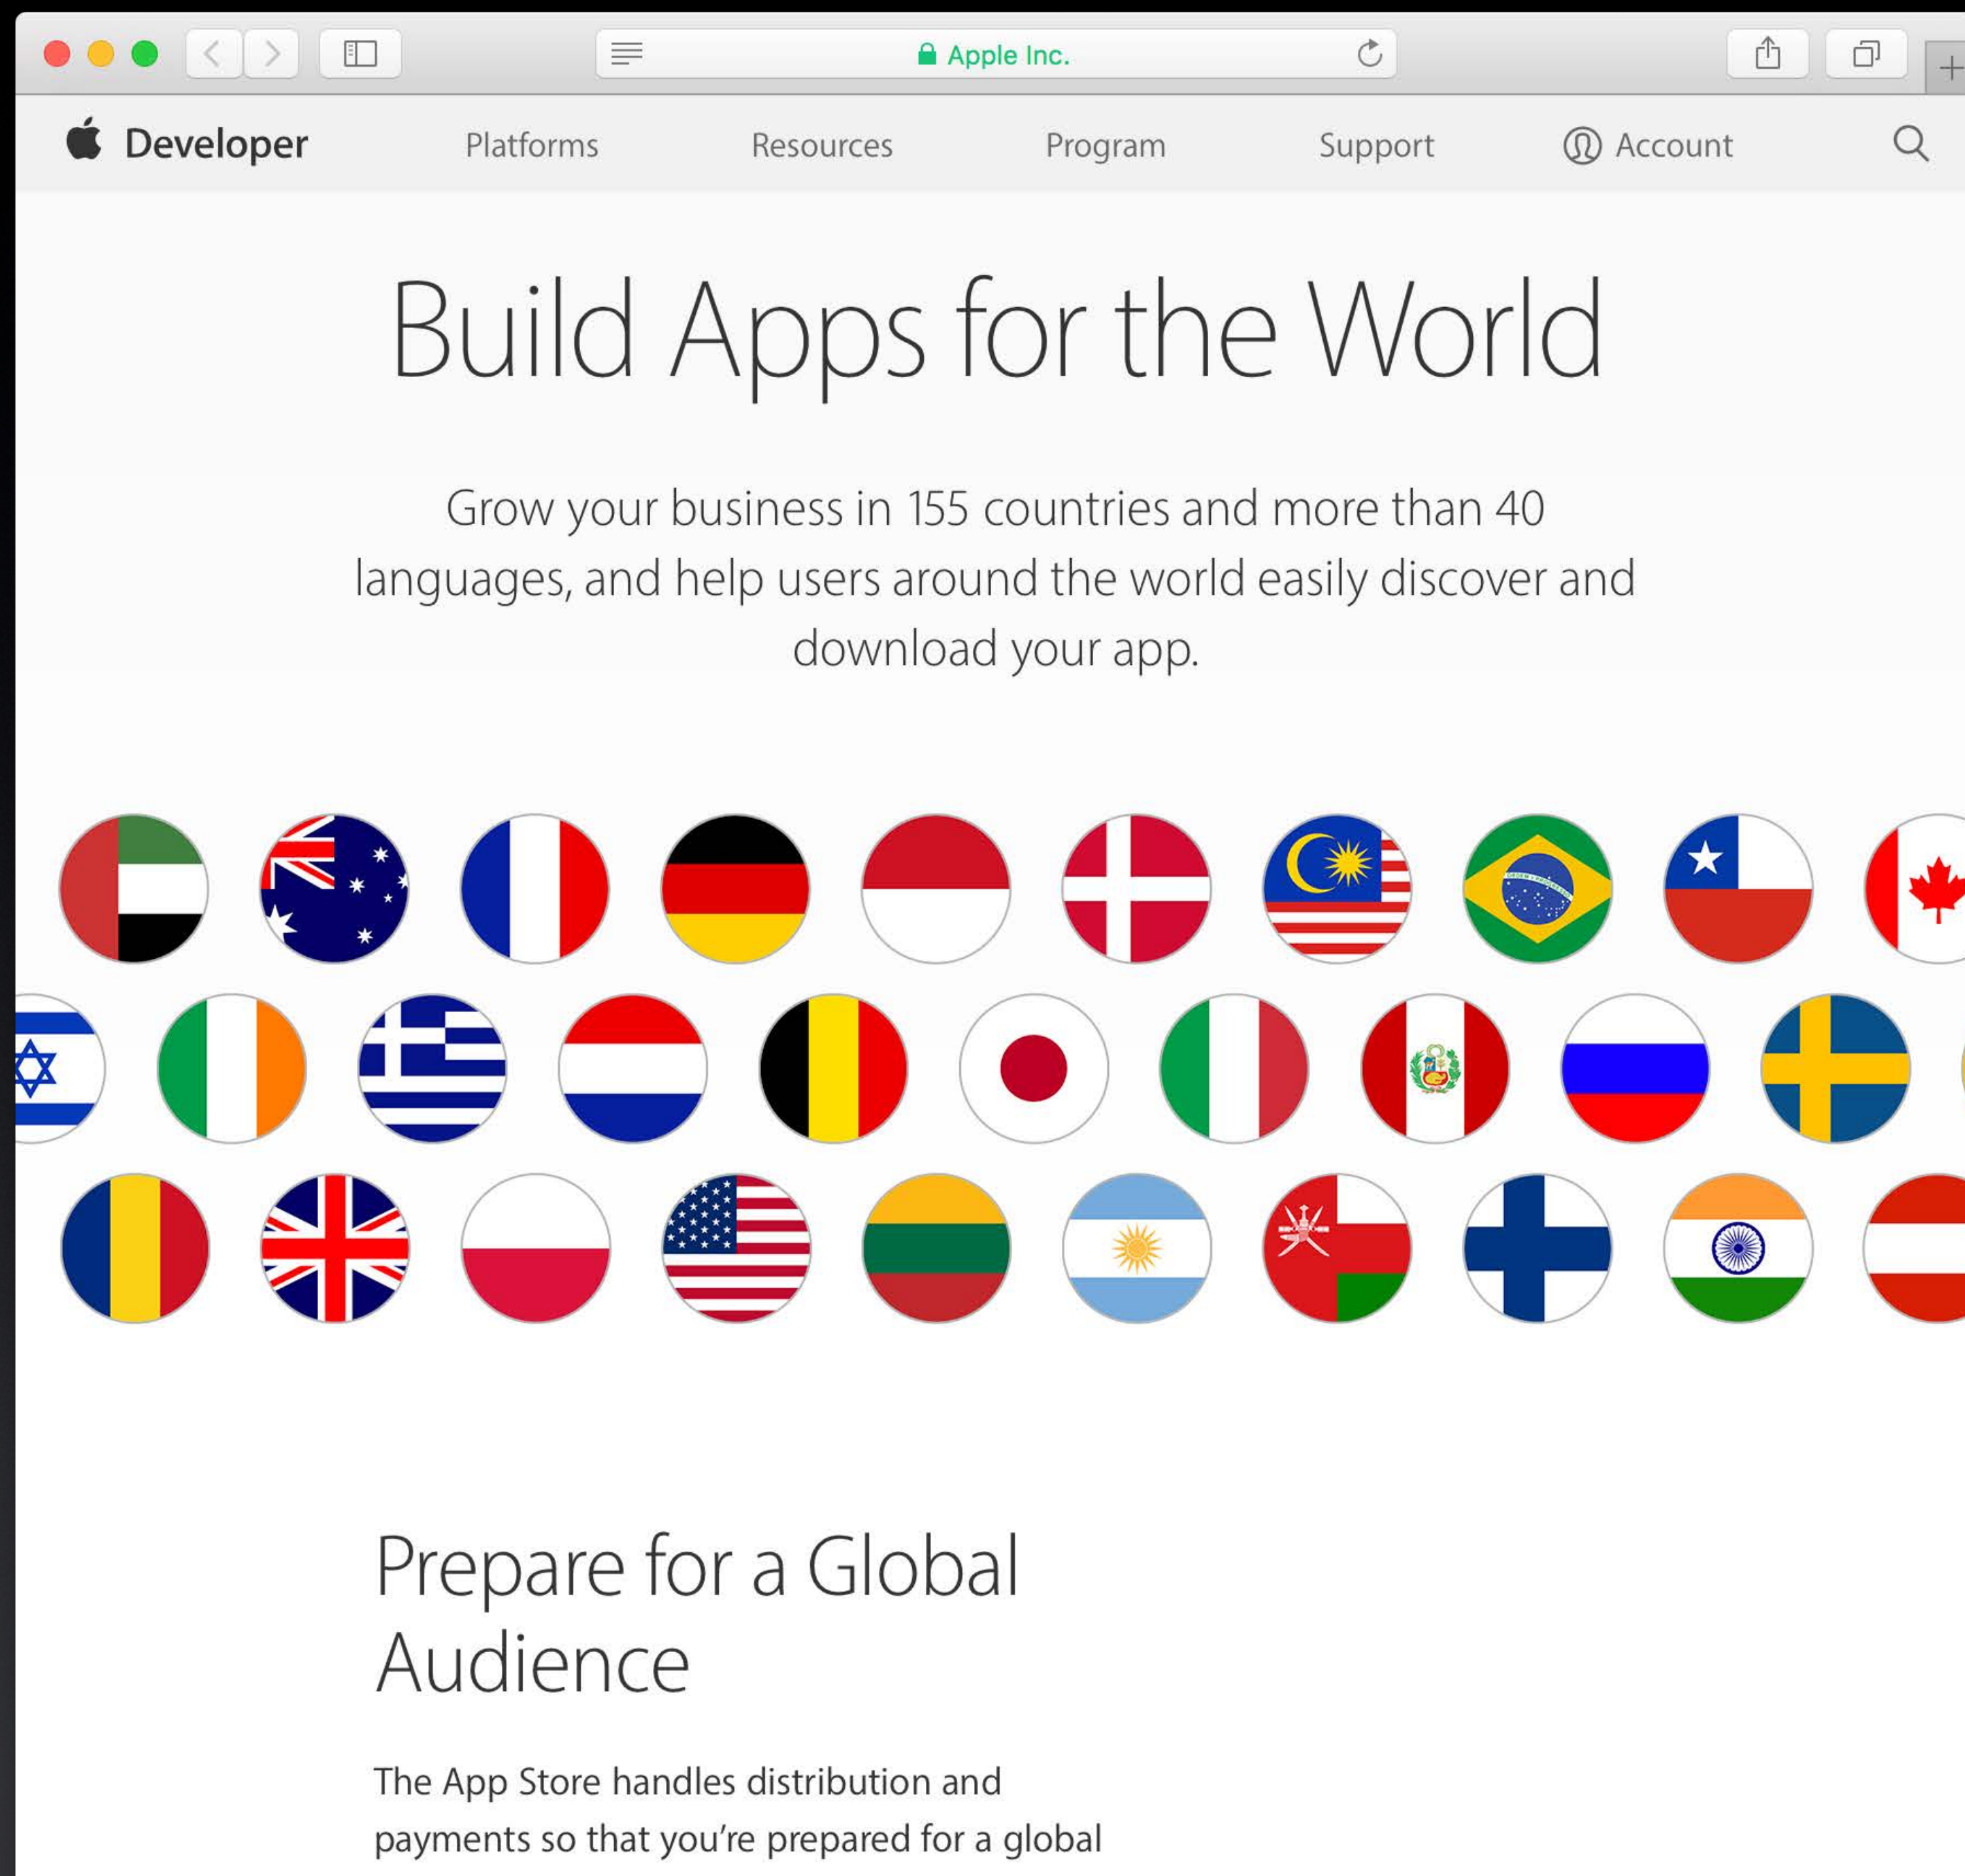 Apple Inc.
Developer
Platforms
Resources
Program
Support
Account
Build Apps for the World
Grow your business in 155 countries and more than 40
languages, and help users around the world easily discover and
download your app.
Prepare for a Global
Audience
The App Store handles distribution and
payments so that you’re prepared for a global